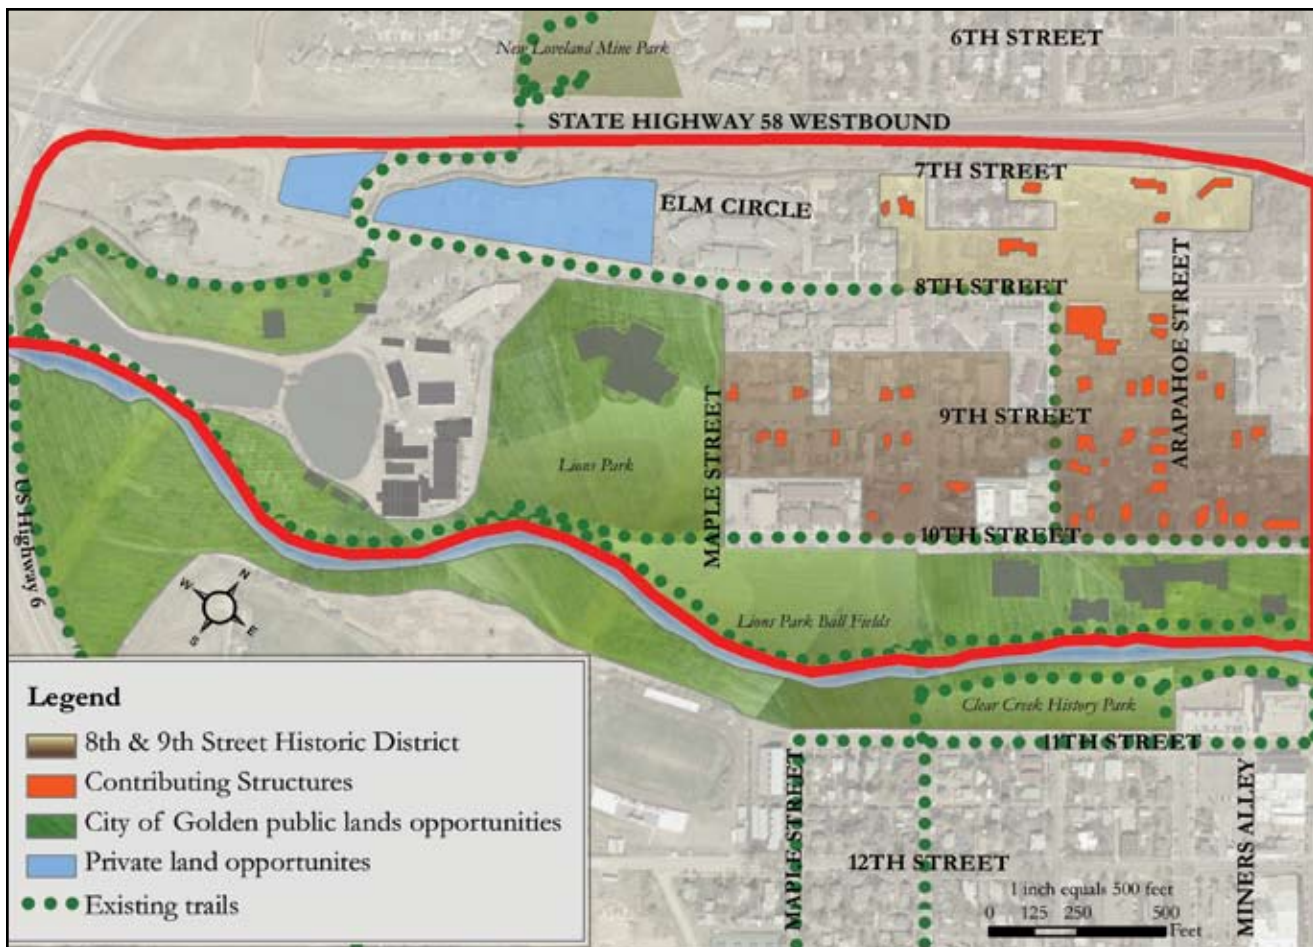 6TH STREET
New Loveland Mine Park
STATE HIGHWAY 58 WESTBOUND
7TH STREET
ELM CIRCLE
8TH STREET
ARAPAHOE STREET
9TH STREET
MAPLE STREET
Lions Park
10TH STREET
US Highway 6
N
W
E
S
Lions Park Ball Fields
Clear Creek History Park
11TH STREET
MAPLE STREET
12TH STREET
MINERS ALLEY
Legend
8th & 9th Street Historic District
Contributing Structures
City of Golden public lands opportunities
Private land opportunites
Existing trails
1 inch equals 500 feet
0 125 250 500
Feet